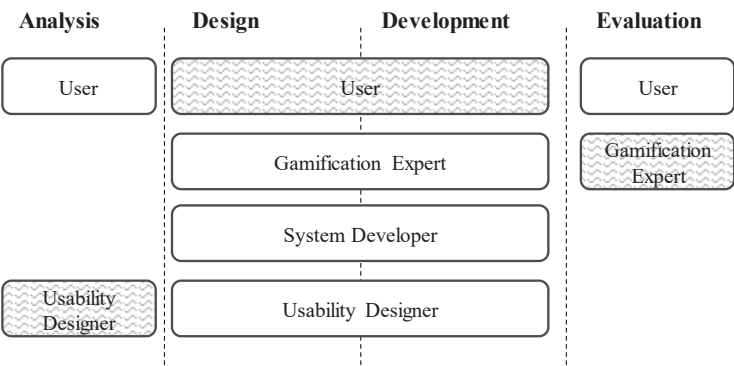 Analysis Design Development Evaluation
User User User
Gamification Expert
Gamification
Expert
System Developer
Usability
Designer
Usability Designer